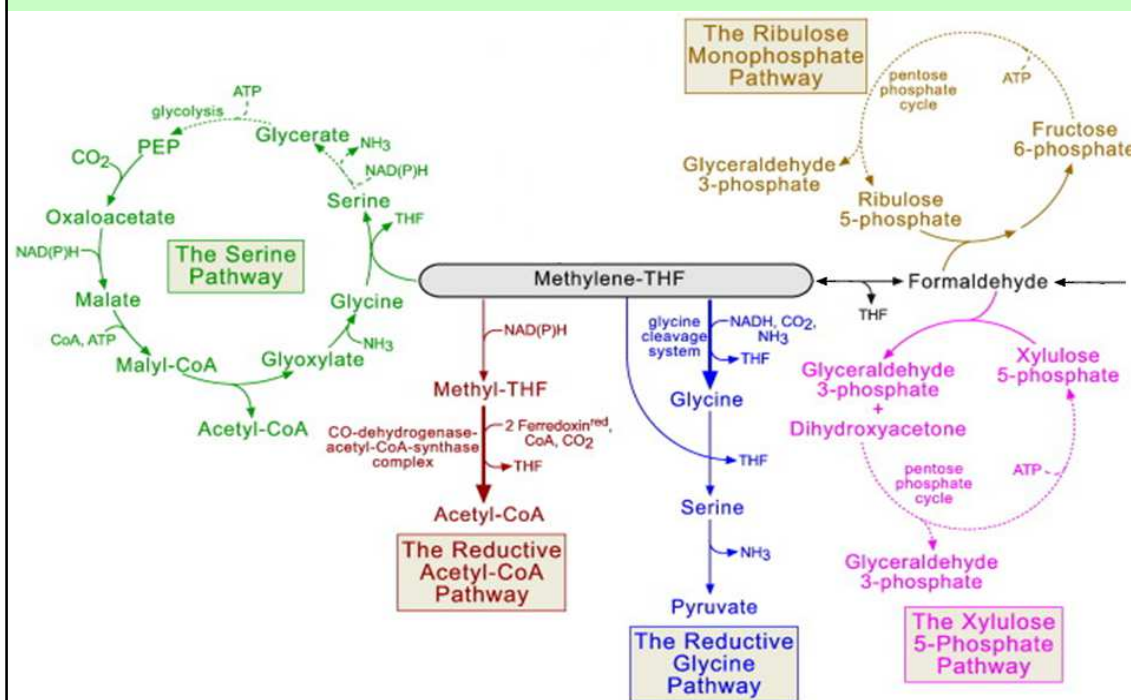 The Ribulose
Monophosphate
Pathway
pentose
phosphate
cycle
ATP
Fructose
6-phosphate
Glyceraldehyde
3-phosphate
Ribulose
5-phosphate
ATP
glycolysis
Glycerate
PEP
NH3
CO2
NAD(P)H
Serine
Oxaloacetate
THF
NAD(P)H
The Serine
Pathway
Malate
Glycine
CoA, ATP
NH3
Malyl-CoA
Glyoxylate
Acetyl-CoA
Methylene-THF
Formaldehyde
THF
NAD(P)H
Methyl-THF
CO-dehydrogenase-
acetyl-CoA-synthase
complex
2 Ferredoxin^red,
CoA, CO2
THF
Acetyl-CoA
The Reductive
Acetyl-CoA
Pathway
glycine
cleavage
system
NADH, CO2,
NH3
THF
Glycine
THF
Serine
NH3
Pyruvate
The Reductive
Glycine
Pathway
Glyceraldehyde
3-phosphate
+
Dihydroxyacetone
Xylulose
5-phosphate
pentose
phosphate
cycle
ATP
Glyceraldehyde
3-phosphate
The Xylulose
5-Phosphate
Pathway